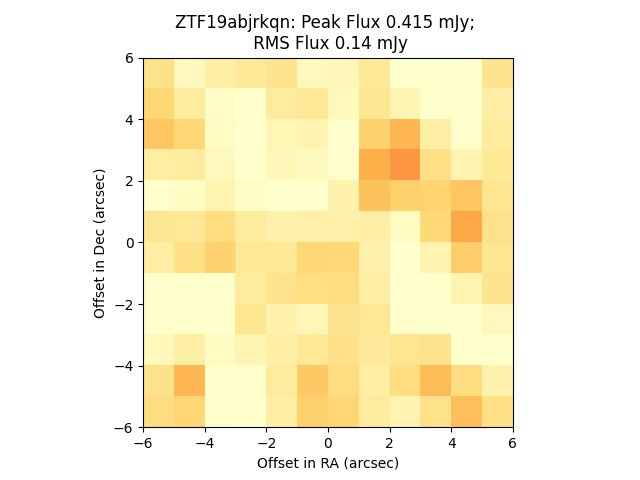 ZTF19abjrkqn: Peak Flux 0.415 mJy;
RMS Flux 0.14 mJy
6
4
2
0
−2
−4
−6
Offset in Dec (arcsec)
−6 −4 −2 0 2 4 6
Offset in RA (arcsec)